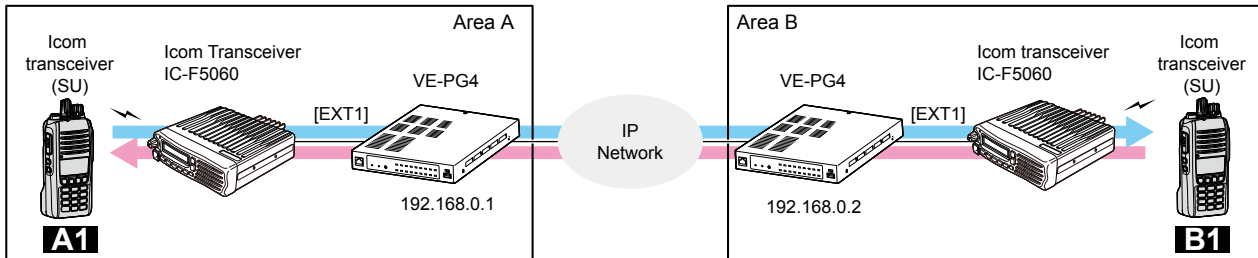 Area A
Icom
transceiver
(SU)
Icom Transceiver
IC-F5060
VE-PG4
[EXT1]
192.168.0.1
A1
IP
Network
Area B
VE-PG4
[EXT1]
Icom transceiver
IC-F5060
Icom
transceiver
(SU)
192.168.0.2
B1